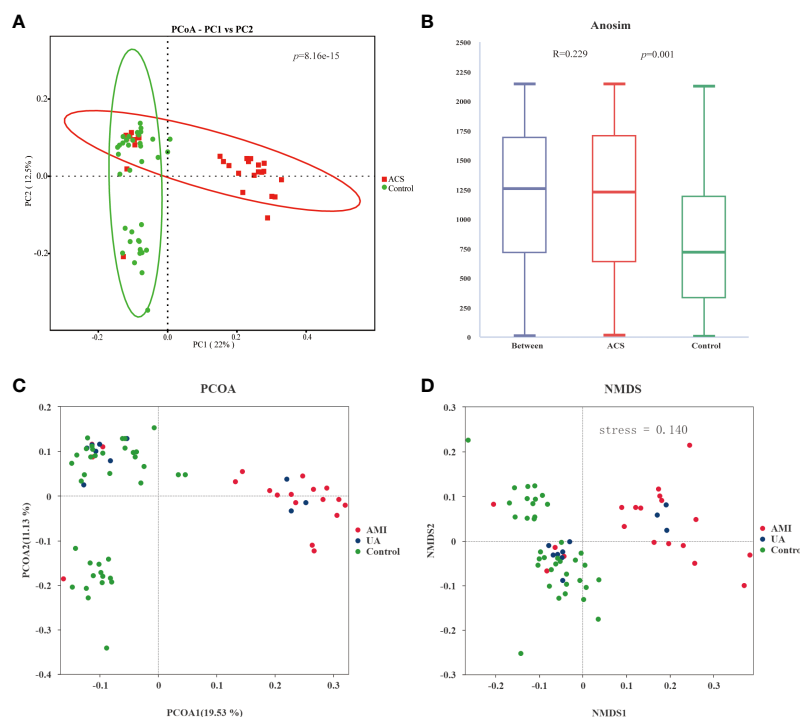 A
PCoA - PC1 vs PC2
p=8.16e-15
0.2
0.0
-0.2
PC2 ( 12.5%)
-0.2
0.0
0.2
0.4
PC1 ( 22%)
ACS
Control
B
Anosim
R=0.229
p=0.001
2500
2250
2000
1750
1500
1250
1000
750
500
250
0
Between
ACS
Control
C
PCOA
0.2
0.1
0
-0.1
-0.2
-0.3
-0.4
PCOA2(11.13 %)
-0.1
0
0.1
0.2
0.3
PCOA1(19.53 %)
AMI
UA
Control
D
NMDS
stress = 0.140
0.3
0.2
0.1
0
-0.1
-0.2
-0.3
NMDS2
-0.2
-0.1
0
0.1
0.2
0.3
NMDS1
AMI
UA
Control